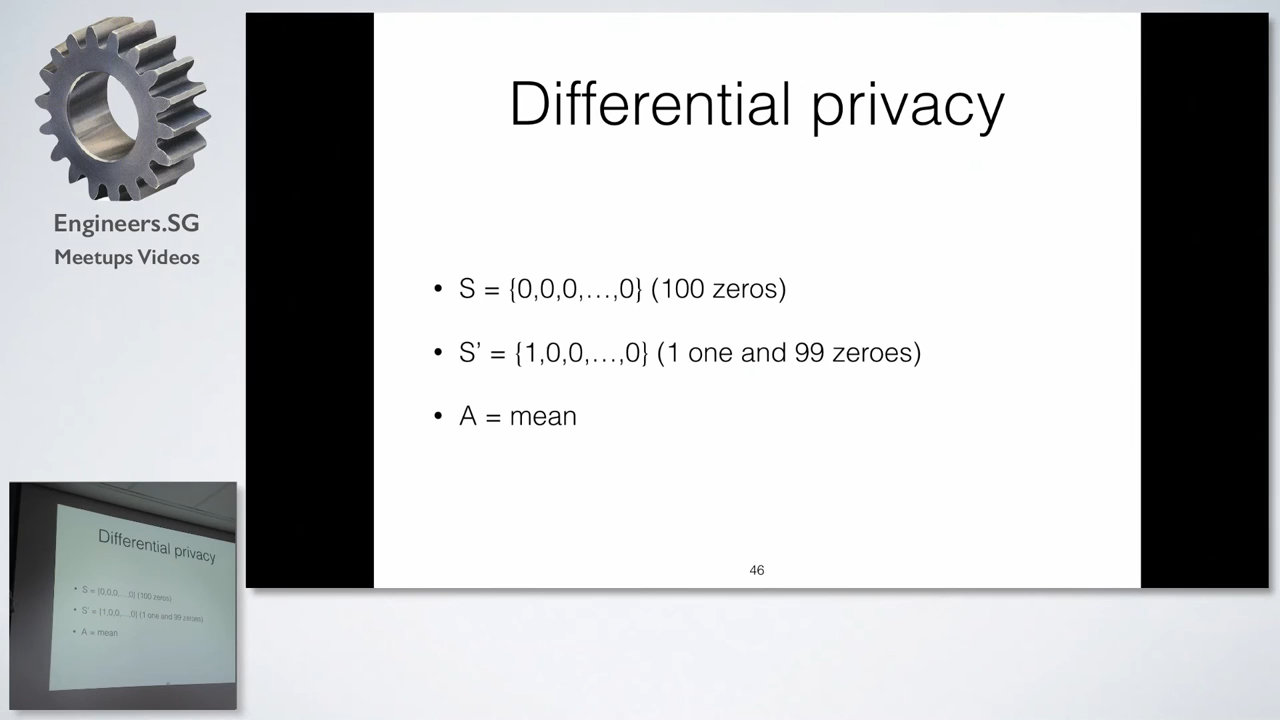 Engineers.SG
Meetups Videos
Differential privacy
• S = {0,0,0,…,0} (100 zeros)
• S’ = {1,0,0,…,0} (1 one and 99 zeroes)
• A = mean
46
Differential privacy
• S = {0,0,0,…,0} (100 zeros)
• S’ = {1,0,0,…,0} (1 one and 99 zeroes)
• A = mean